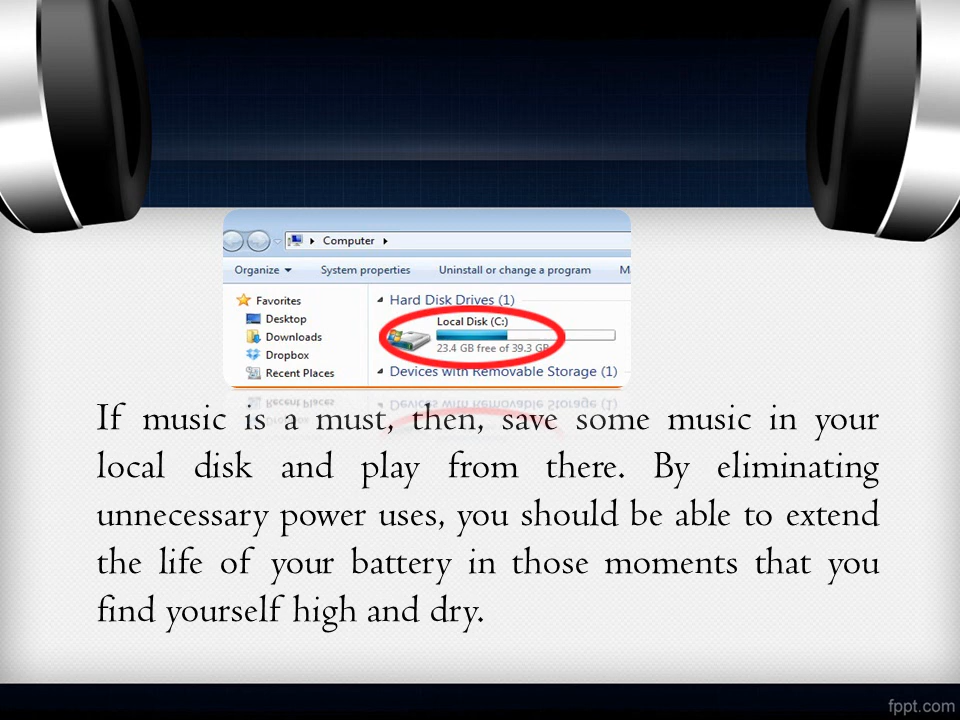 Computer
Organize System properties Uninstall or change a program M
Favorites
Desktop
Downloads
Dropbox
Recent Places
Hard Disk Drives (1)
Local Disk (C:)
23.4 GB free of 39.3 GB
Devices with Removable Storage (1)
If music is a must, then, save some music in your
local disk and play from there. By eliminating
unnecessary power uses, you should be able to extend
the life of your battery in those moments that you
find yourself high and dry.
fppt.com